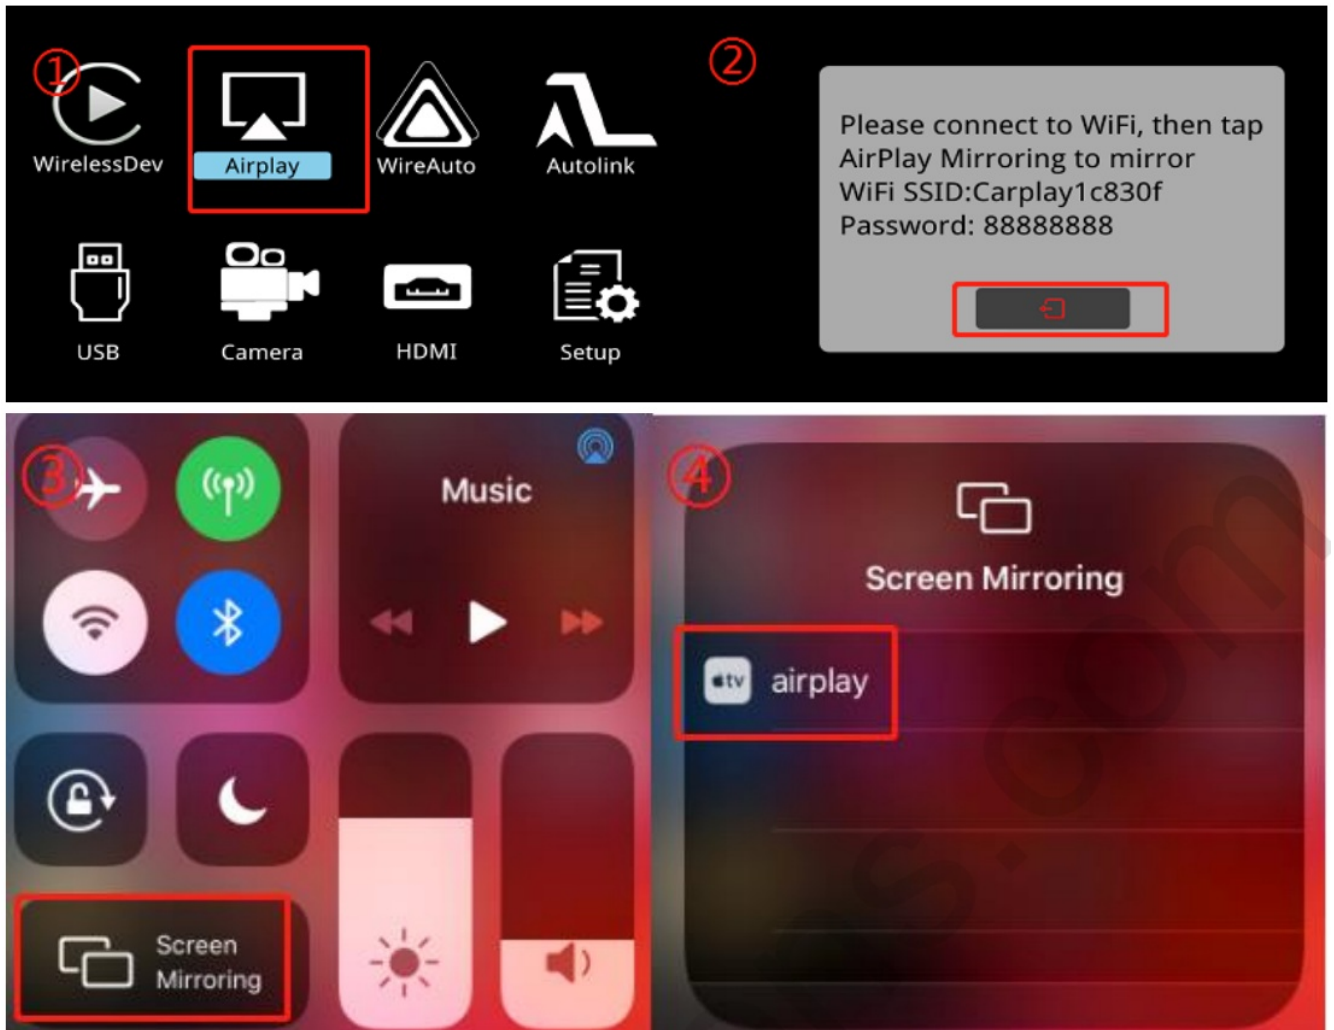 ①
WirelessDev
Airplay
WireAuto
Autolink
USB
Camera
HDMI
Setup
②
Please connect to WiFi, then tap
AirPlay Mirroring to mirror
WiFi SSID:Carplay1c830f
Password: 88888888
③
Music
Screen
Mirroring
④
Screen Mirroring
tv
airplay
s.com